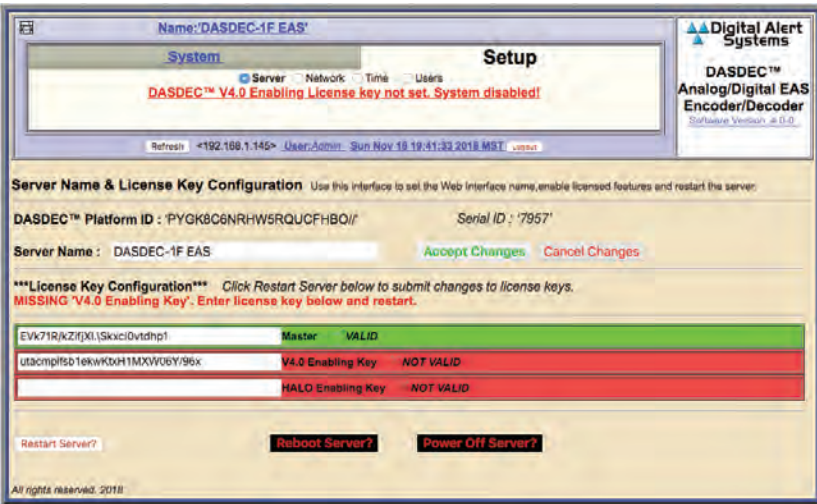 Name:'DASDEC-1F EAS'
System
Setup
Server Network Time Users
DASDEC™ V4.0 Enabling License key not set. System disabled!
Refresh <192.168.1.145> User:Admin Sun Nov 18 19:41:33 2018 MST Logout
Digital Alert
Systems
DASDEC™
Analog/Digital EAS
Encoder/Decoder
Software Version 4.0-0
Server Name & License Key Configuration Use this interface to set the Web Interface name,enable licensed features and restart the server.
DASDEC™ Platform ID : 'PYGK8C6NRHW5RQUCFHBO//' Serial ID : '7957'
Server Name : DASDEC-1F EAS Accept Changes Cancel Changes
***License Key Configuration*** Click Restart Server below to submit changes to license keys.
MISSING 'V4.0 Enabling Key'. Enter license key below and restart.
Master VALID
V4.0 Enabling Key NOT VALID
HALO Enabling Key NOT VALID
Restart Server? Reboot Server? Power Off Server?
All rights reserved. 2018